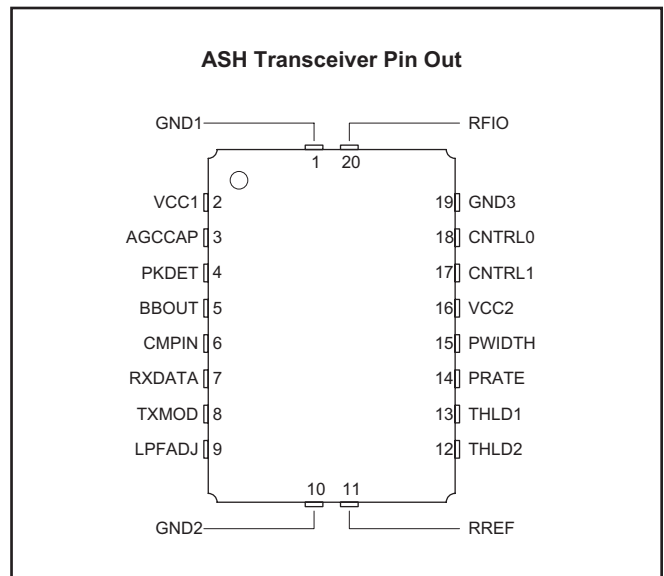 ASH Transceiver Pin Out
GND1 RFIO
1 20
VCC1 2 19 GND3
AGCCAP 3 18 CNTRL0
PKDET 4 17 CNTRL1
BBOUT 5 16 VCC2
CMPIN 6 15 PWIDTH
RXDATA 7 14 PRATE
TXMOD 8 13 THLD1
LPFADJ 9 12 THLD2
10 11
GND2 RREF